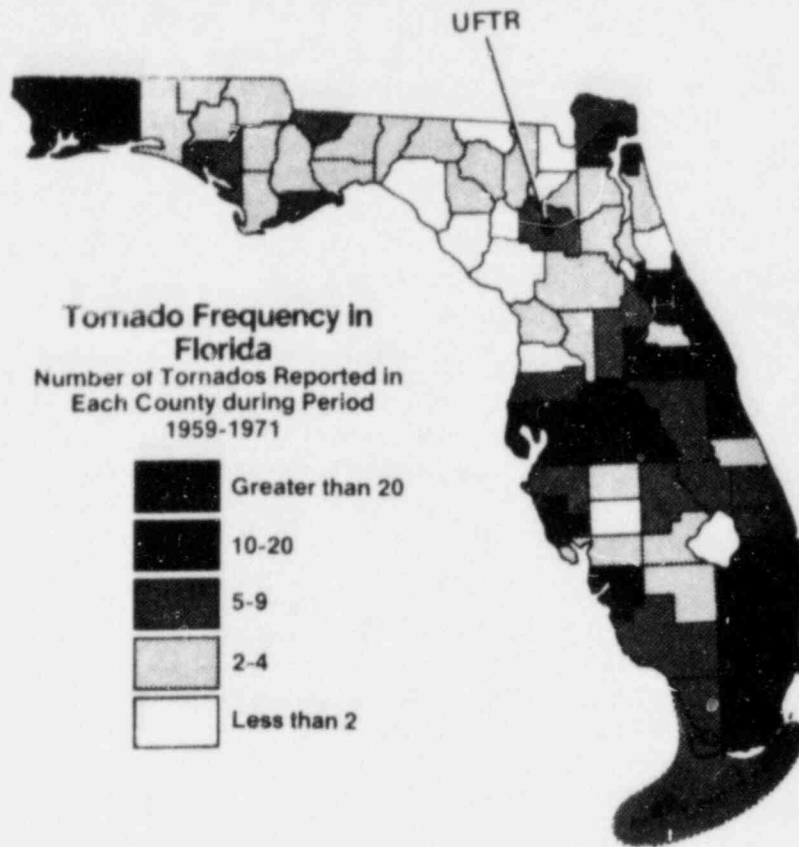 UFTR
Tornado Frequency in
Florida
Number of Tornados Reported in
Each County during Period
1959-1971
Greater than 20
10-20
5-9
2-4
Less than 2